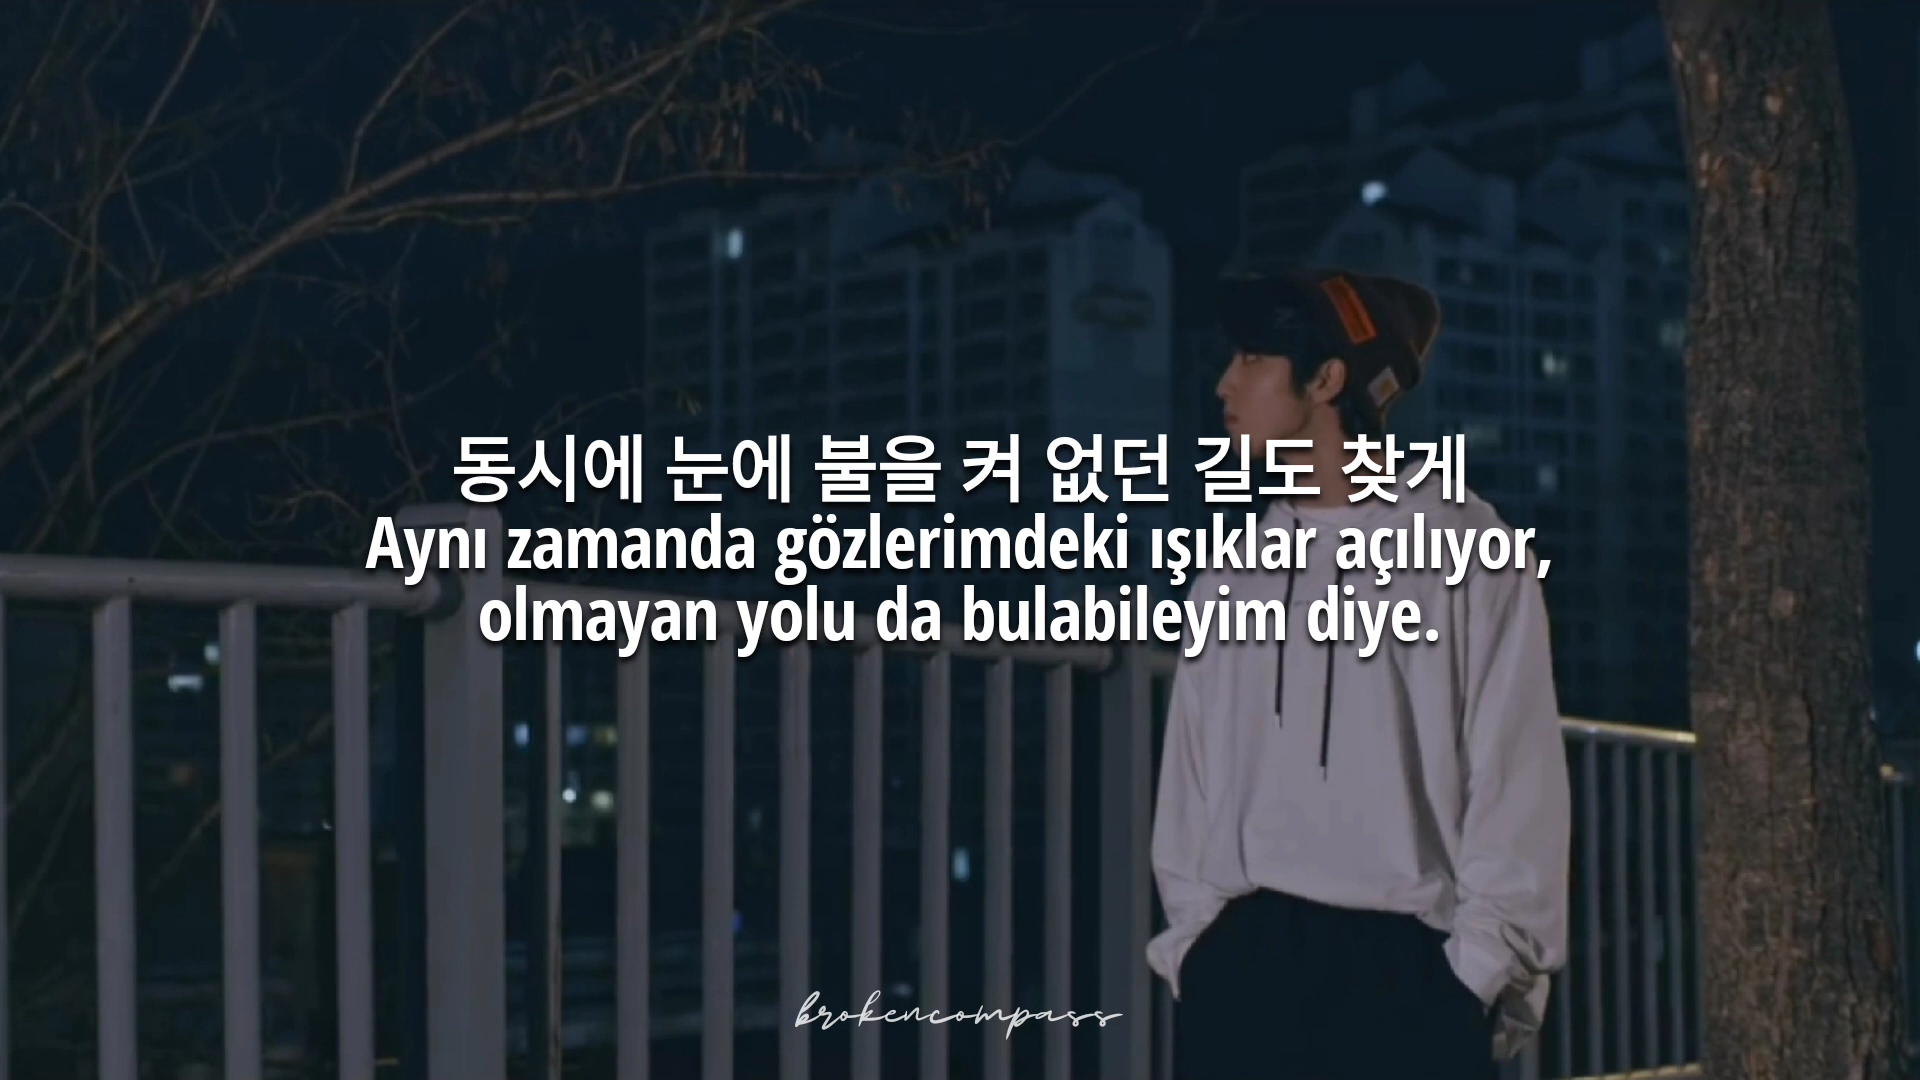 동시에 눈에 불을 켜 없던 길도 찾게
Aynı zamanda gözlerimdeki ışıklar açılıyor,
olmayan yolu da bulabileyim diye.
brokencompass